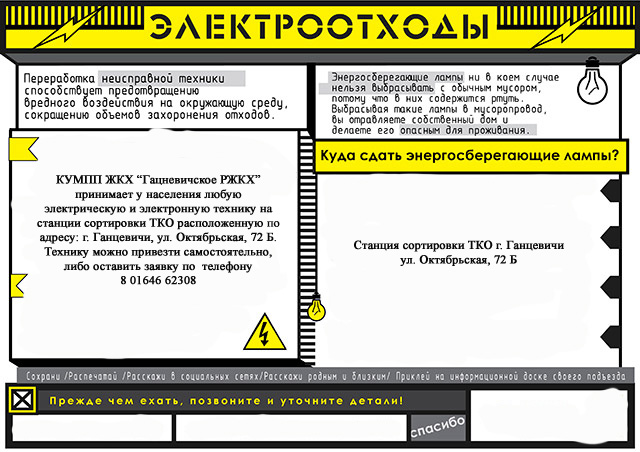 ЭЛЕКТРООТХОДЫ
Переработка неисправной техники
способствует предотвращению
вредного воздействия на окружающую среду,
сокращению объемов захоронения отходов.
Энергосберегающие лампы ни в коем случае
нельзя выбрасывать с обычным мусором,
потому что в них содержится ртуть.
Выбрасывая такие лампы в мусоропровод,
вы отравляете собственный дом и
делаете его опасным для проживания.
Куда сдать энергосберегающие лампы?
КУМПП ЖКХ “Гацневичское РЖКХ”
принимает у населения любую
электрическую и электронную технику на
станции сортировки ТКО расположенную по
адресу: г. Ганцевичи, ул. Октябрьская, 72 Б.
Технику можно привезти самостоятельно,
либо оставить заявку по телефону
8 01646 62308
Станция сортировки ТКО г. Ганцевичи
ул. Октябрьская, 72 Б
Сохрани /Распечатай /Расскажи в социальных сетях/Расскажи родным и близким/ Приклей на информационной доске своего подъезда
Прежде чем ехать, позвоните и уточните детали!
спасибо